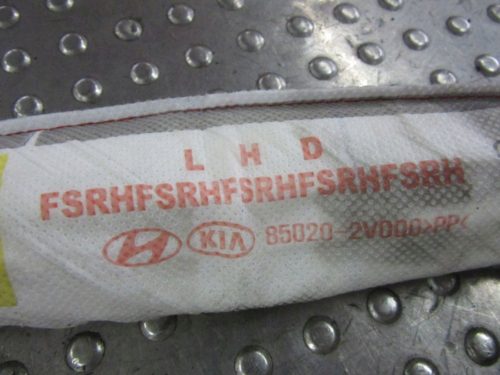 L H D
FSRHFSRHFSRHFSRHFSRH
KIA 85020-2V000>PP<